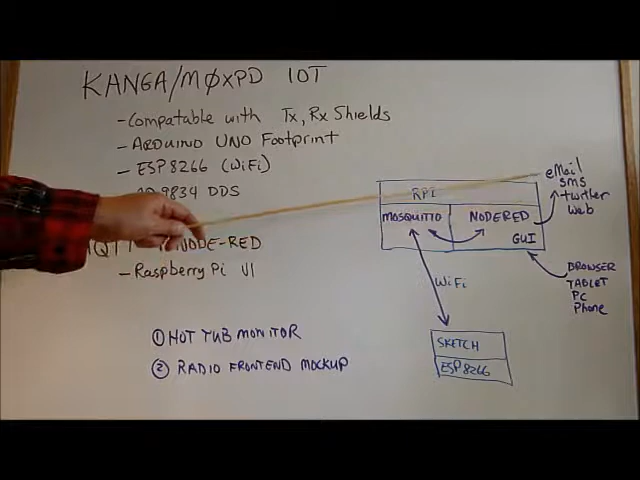 KANGA/MØXPD IOT
- Compatable with Tx, Rx Shields
- ARDUINO UNO Footprint
- ESP8266 (WiFi)
9834 DDS
NODE-RED
- Raspberry Pi
① HOT TUB MONITOR
② RADIO FRONTEND MOCKUP
RPI
MOSQUITTO
NODERED
GUI
eMail
SMS
twitter
Web
BROWSER
TABLET
PC
Phone
WiFi
SKETCH
ESP8266